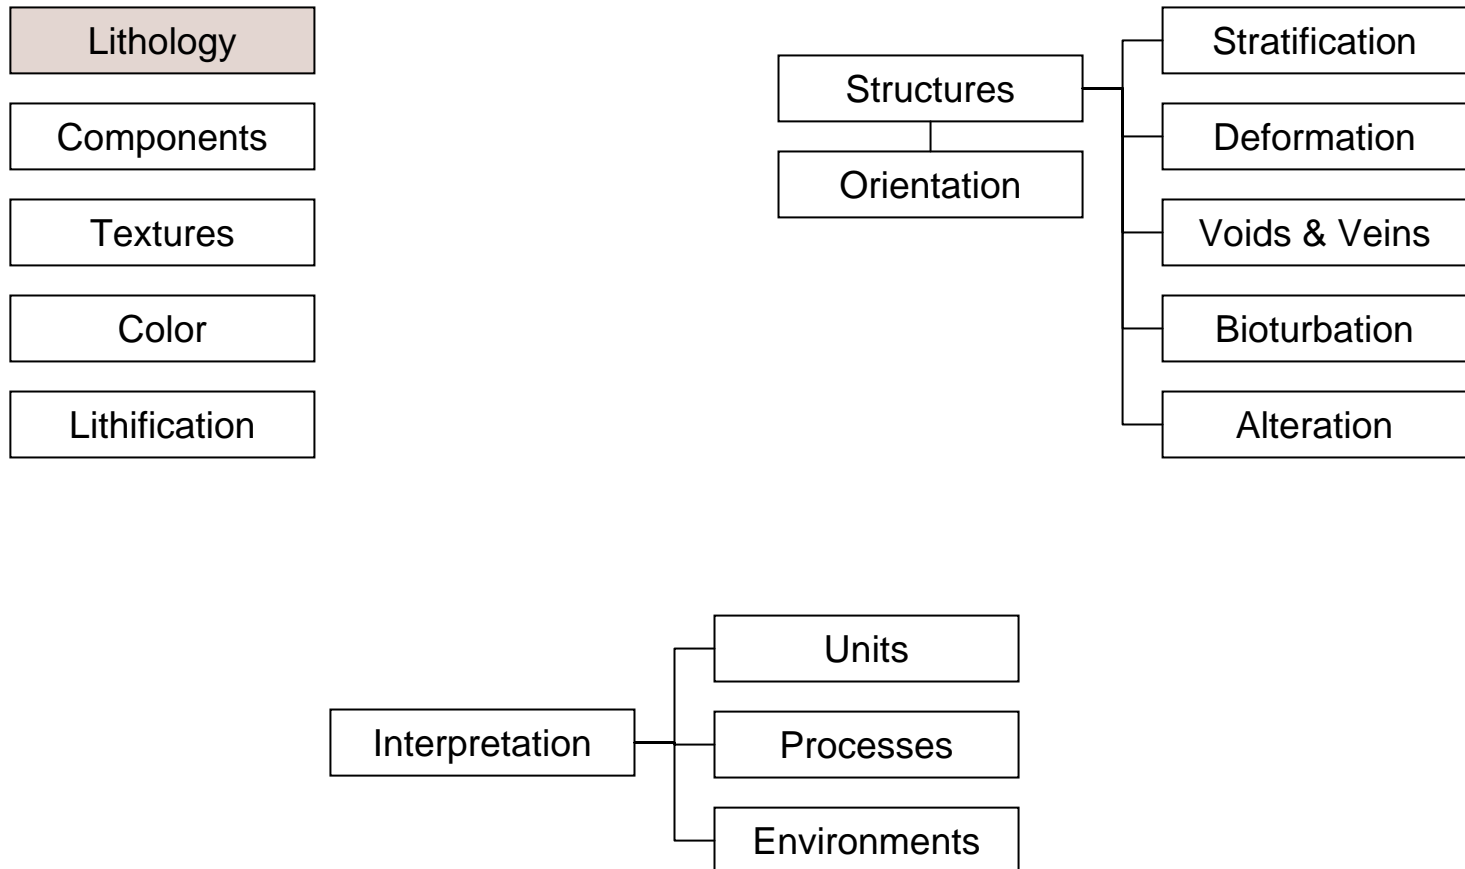 Lithology
Components
Textures
Color
Lithification
Structures
Orientation
Stratification
Deformation
Voids & Veins
Bioturbation
Alteration
Interpretation
Units
Processes
Environments